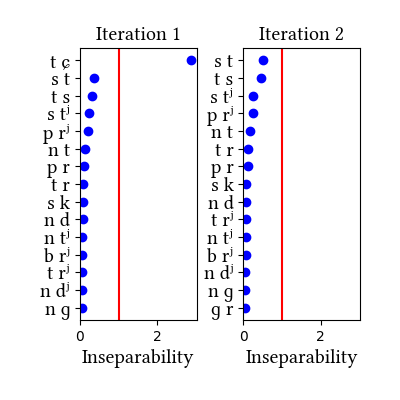 Iteration 1
t ɕ
s t
t s
s tʲ
p rʲ
n t
p r
t r
s k
n d
n tʲ
b rʲ
t rʲ
n dʲ
n g
0 2
Inseparability
Iteration 2
s t
t s
s tʲ
p rʲ
n t
t r
p r
s k
n d
t rʲ
n tʲ
b rʲ
n dʲ
n g
g r
0 2
Inseparability